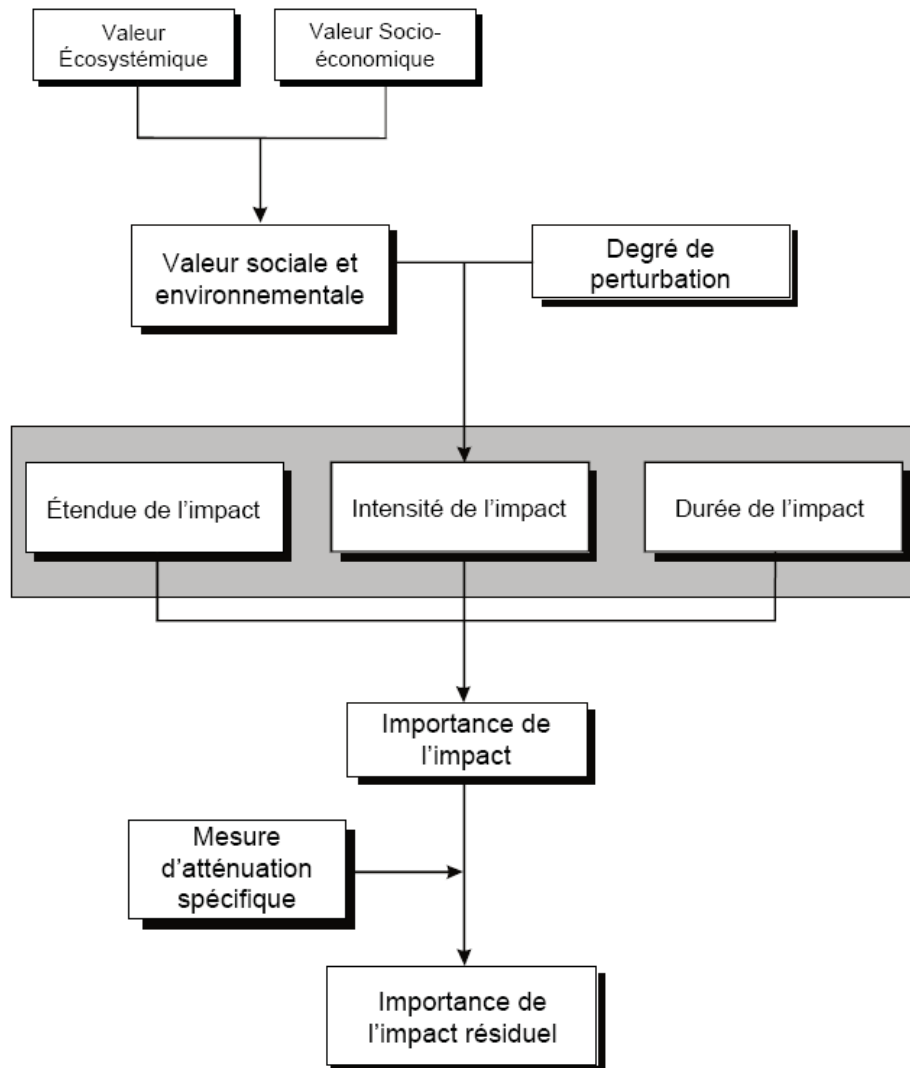 Valeur
Écosystémique
Valeur Socio-
économique
Valeur sociale et
environnementale
Degré de
perturbation
Étendue de l'impact
Intensité de l'impact
Durée de l'impact
Importance de
l'impact
Mesure
d'atténuation
spécifique
Importance de
l'impact résiduel